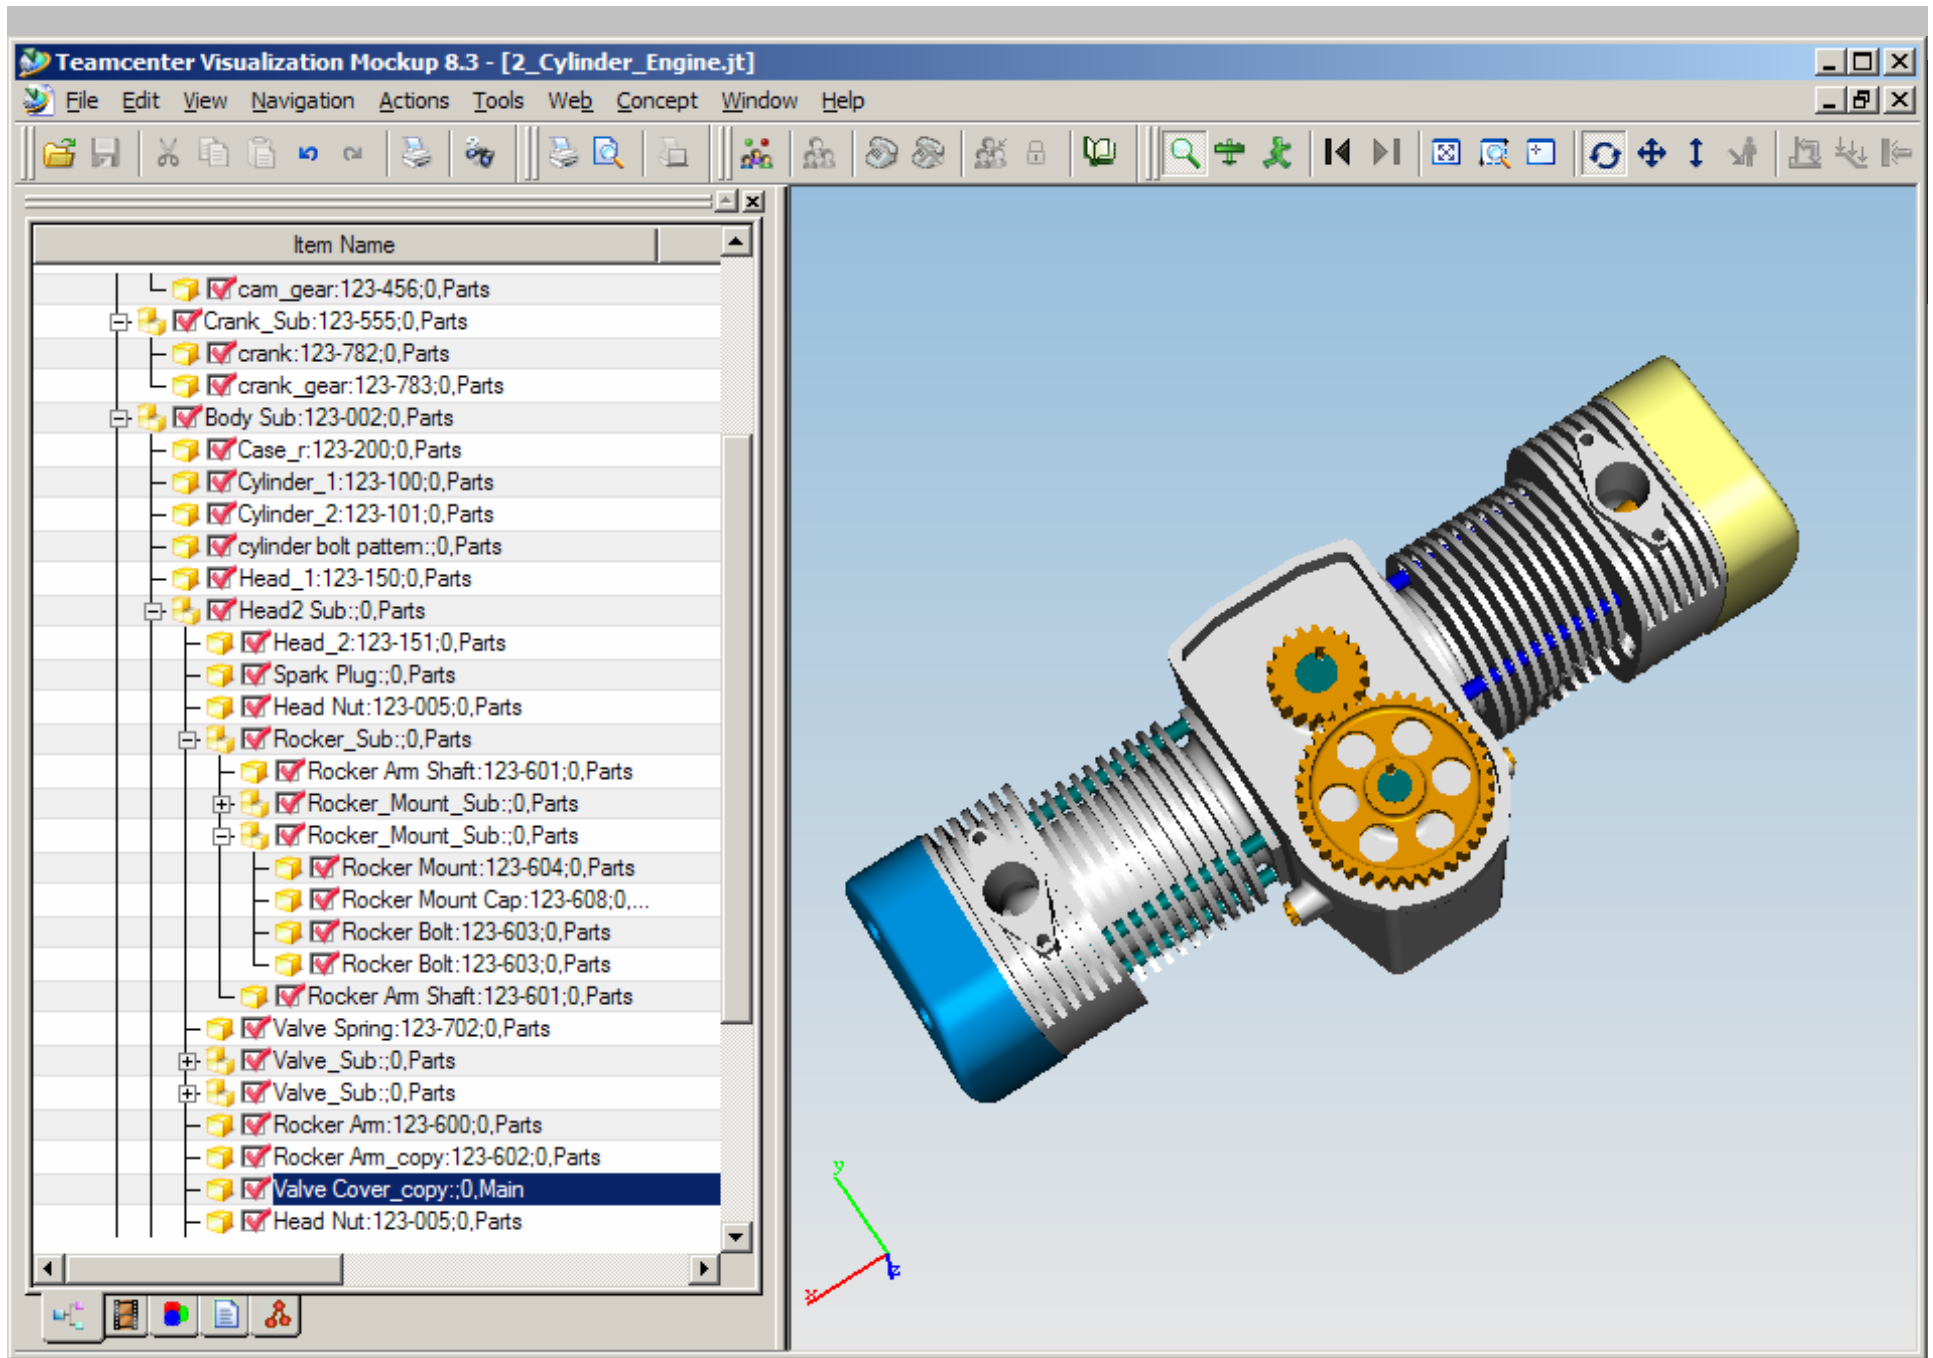 Teamcenter Visualization Mockup 8.3 - [2_Cylinder_Engine.jt]
File Edit View Navigation Actions Tools Web Concept Window Help
Item Name
cam_gear:123-456;0,Parts
Crank_Sub:123-555;0,Parts
crank:123-782;0,Parts
crank_gear:123-783;0,Parts
Body Sub:123-002;0,Parts
Case_r:123-200;0,Parts
Cylinder_1:123-100;0,Parts
Cylinder_2:123-101;0,Parts
cylinder bolt pattern:;0,Parts
Head_1:123-150;0,Parts
Head2 Sub:;0,Parts
Head_2:123-151;0,Parts
Spark Plug:;0,Parts
Head Nut:123-005;0,Parts
Rocker_Sub:;0,Parts
Rocker Arm Shaft:123-601;0,Parts
Rocker_Mount_Sub:;0,Parts
Rocker_Mount_Sub:;0,Parts
Rocker Mount:123-604;0,Parts
Rocker Mount Cap:123-608;0,...
Rocker Bolt:123-603;0,Parts
Rocker Bolt:123-603;0,Parts
Rocker Arm Shaft:123-601;0,Parts
Valve Spring:123-702;0,Parts
Valve_Sub:;0,Parts
Valve_Sub:;0,Parts
Rocker Arm:123-600;0,Parts
Rocker Arm_copy:123-602;0,Parts
Valve Cover_copy:;0,Main
Head Nut:123-005;0,Parts
y
z
x